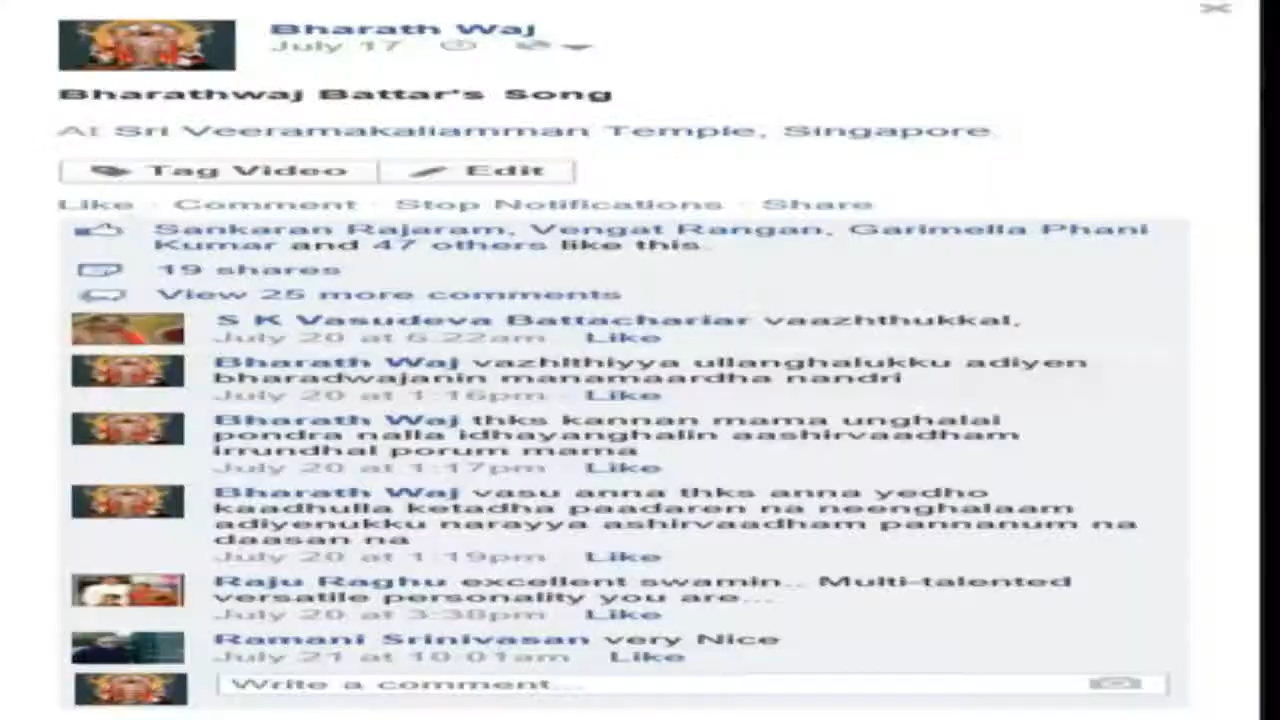 Bharath Waj
July 17
Bharathwaj Battar's Song
At Sri Veeramakaliamman Temple, Singapore.
Tag Video Edit
Like · Comment · Stop Notifications · Share
Sankaran Rajaram, Vengat Rangan, Garimella Phani
Kumar and 47 others like this.
19 shares
View 25 more comments
S K Vasudeva Battachariar vaazhthukkal,
July 20 at 6:22am · Like
Bharath Waj vazhlthiyya ullanghalukku adiyen
bharadwajanin manamaardha nandri
July 20 at 1:16pm · Like
Bharath Waj thks kannan mama unghalai
pondra nalla idhayanghalin aashirvaadham
irrundhal porum mama
July 20 at 1:17pm · Like
Bharath Waj vasu anna thks anna yedho
kaadhulla ketadha paadaren na neenghalaam
adiyenukku narayya ashirvaadham pannanum na
daasan na
July 20 at 1:19pm · Like
Raju Raghu excellent swamin.. Multi-talented
versatile personality you are...
July 20 at 3:38pm · Like
Ramani Srinivasan very Nice
July 21 at 10:01am · Like
Write a comment...